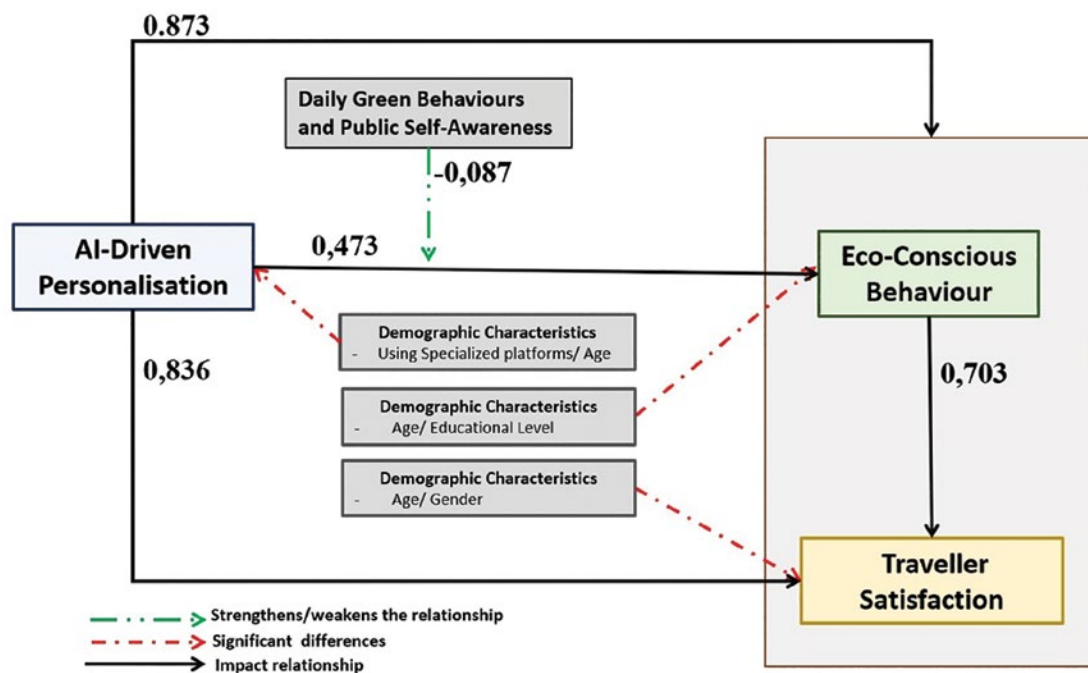 0.873
Daily Green Behaviours
and Public Self-Awareness
-0,087
AI-Driven
Personalisation
0,473
Eco-Conscious
Behaviour
Demographic Characteristics
- Using Specialized platforms/ Age
0,836
0,703
Demographic Characteristics
- Age/ Educational Level
Demographic Characteristics
- Age/ Gender
Traveller
Satisfaction
Strengthens/weakens the relationship
Significant differences
Impact relationship